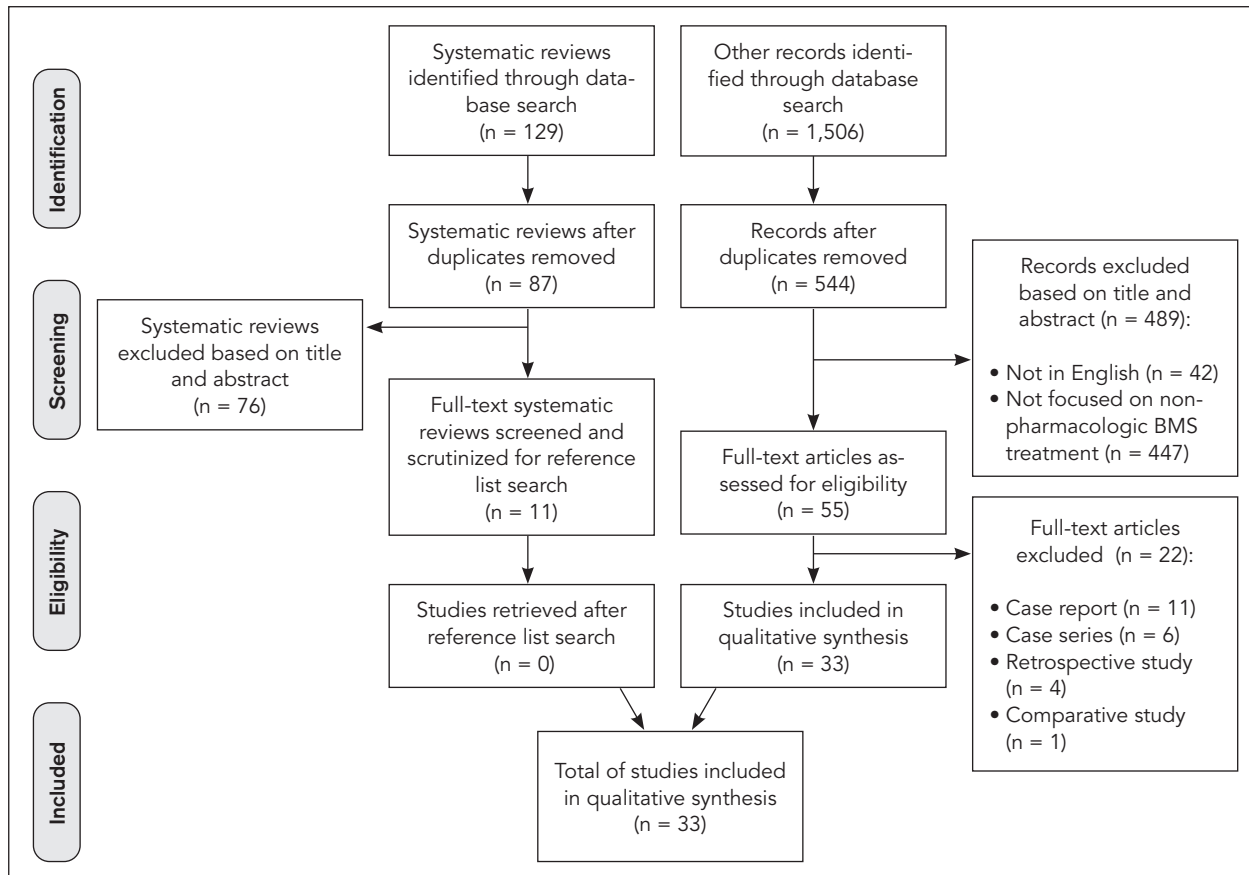 Identification
Systematic reviews
identified through data-
base search
(n = 129)
Other records identi-
fied through database
search
(n = 1,506)
Systematic reviews after
duplicates removed
(n = 87)
Records after
duplicates removed
(n = 544)
Records excluded
based on title and
abstract (n = 489):
• Not in English (n = 42)
• Not focused on non-
pharmacologic BMS
treatment (n = 447)
Screening
Systematic reviews
excluded based on title
and abstract
(n = 76)
Full-text systematic
reviews screened and
scrutinized for reference
list search
(n = 11)
Full-text articles as-
sessed for eligibility
(n = 55)
Eligibility
Full-text articles
excluded (n = 22):
• Case report (n = 11)
• Case series (n = 6)
• Retrospective study
(n = 4)
• Comparative study
(n = 1)
Studies retrieved after
reference list search
(n = 0)
Studies included in
qualitative synthesis
(n = 33)
Included
Total of studies included
in qualitative synthesis
(n = 33)